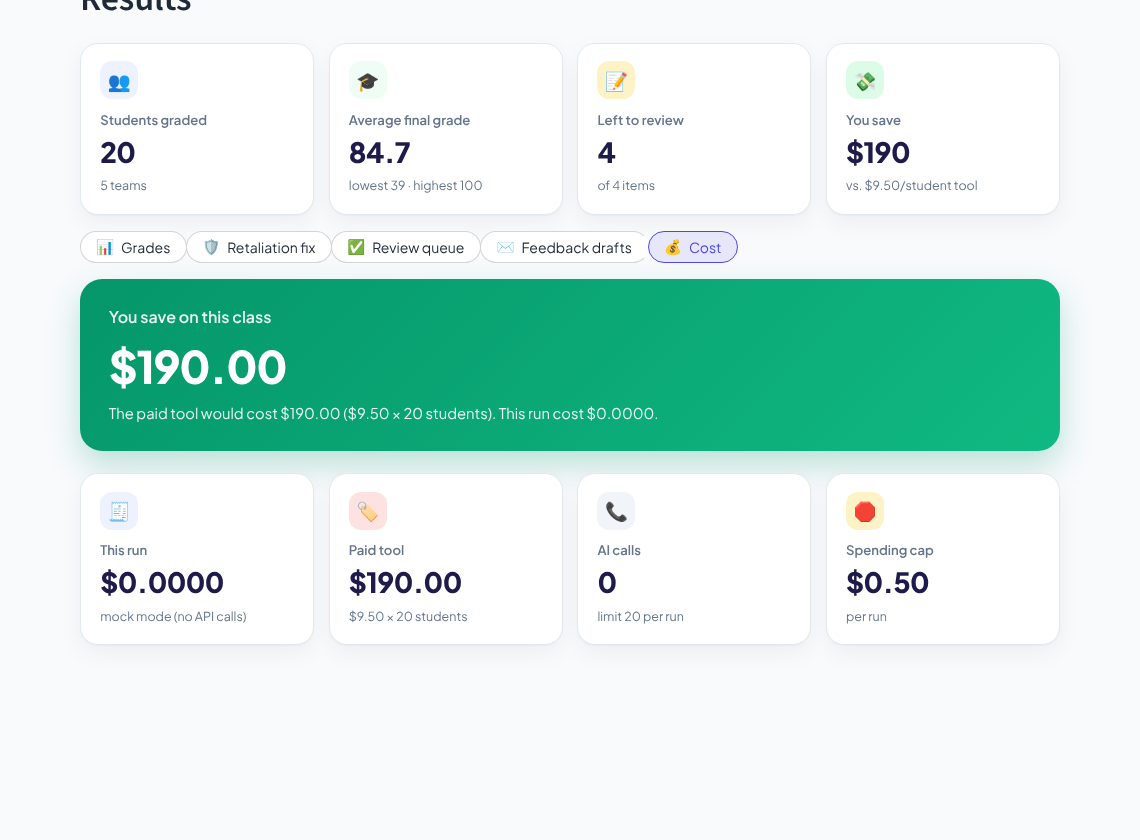 Results
Students graded
20
5 teams
Average final grade
84.7
lowest 39 · highest 100
Left to review
4
of 4 items
You save
$190
vs. $9.50/student tool
Grades
Retaliation fix
Review queue
Feedback drafts
Cost
You save on this class
$190.00
The paid tool would cost $190.00 ($9.50 × 20 students). This run cost $0.0000.
This run
$0.0000
mock mode (no API calls)
Paid tool
$190.00
$9.50 × 20 students
AI calls
0
limit 20 per run
Spending cap
$0.50
per run